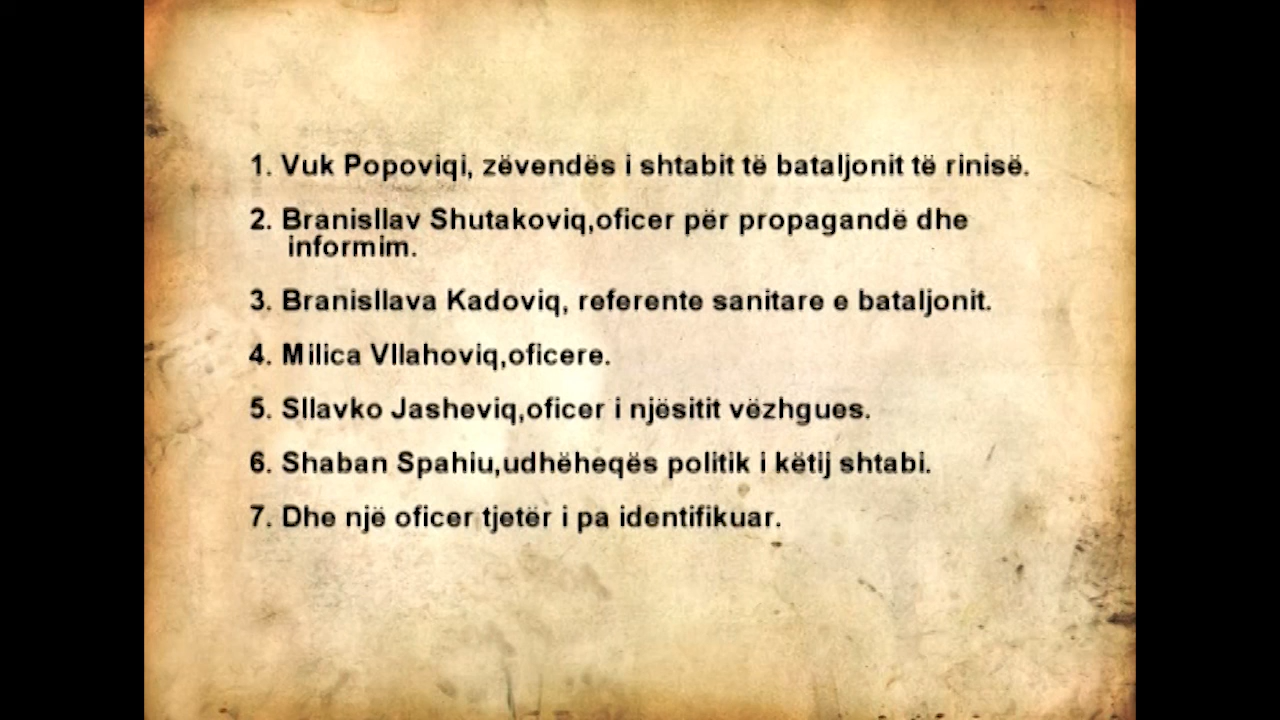 1. Vuk Popoviqi, zëvendës i shtabit të bataljonit të rinisë.
2. Branisllav Shutakoviq,oficer për propagandë dhe
informim.
3. Branisllava Kadoviq, referente sanitare e bataljonit.
4. Milica Vllahoviq,oficere.
5. Sllavko Jasheviq,oficer i njësitit vëzhgues.
6. Shaban Spahiu,udhëheqës politik i këtij shtabi.
7. Dhe një oficer tjetër i pa identifikuar.